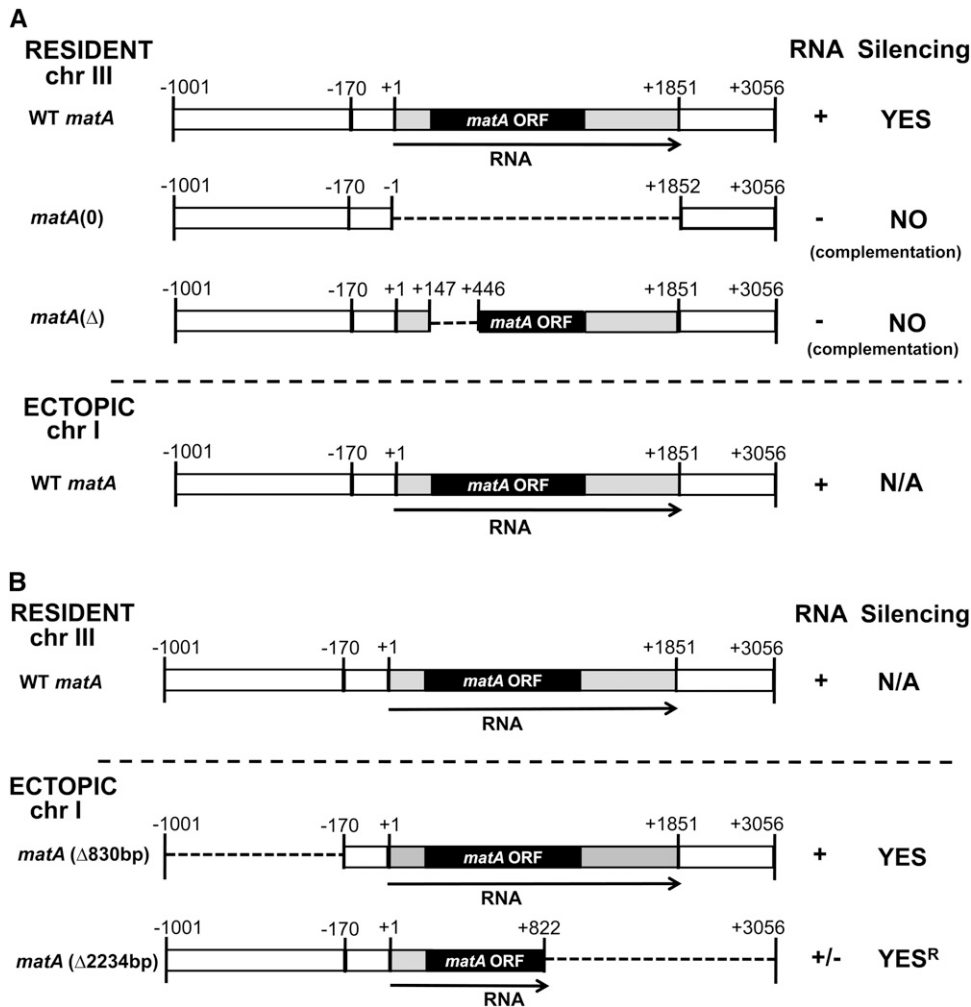 A
RESIDENT
chr III
RNA Silencing
-1001 -170 +1 +1851 +3056
WT matA
matA ORF
+ YES
RNA
-1001 -170 -1 +1852 +3056
matA(0)
- NO
(complementation)
-1001 -170 +1 +147 +446 +1851 +3056
matA(Δ)
matA ORF
- NO
(complementation)
ECTOPIC
chr I
-1001 -170 +1 +1851 +3056
WT matA
matA ORF
+ N/A
RNA
B
RESIDENT
chr III
RNA Silencing
-1001 -170 +1 +1851 +3056
WT matA
matA ORF
+ N/A
RNA
ECTOPIC
chr I
-1001 -170 +1 +1851 +3056
matA (Δ830bp)
matA ORF
+ YES
RNA
-1001 -170 +1 +822 +3056
matA (Δ2234bp)
matA ORF
+/- YESᴿ
RNA